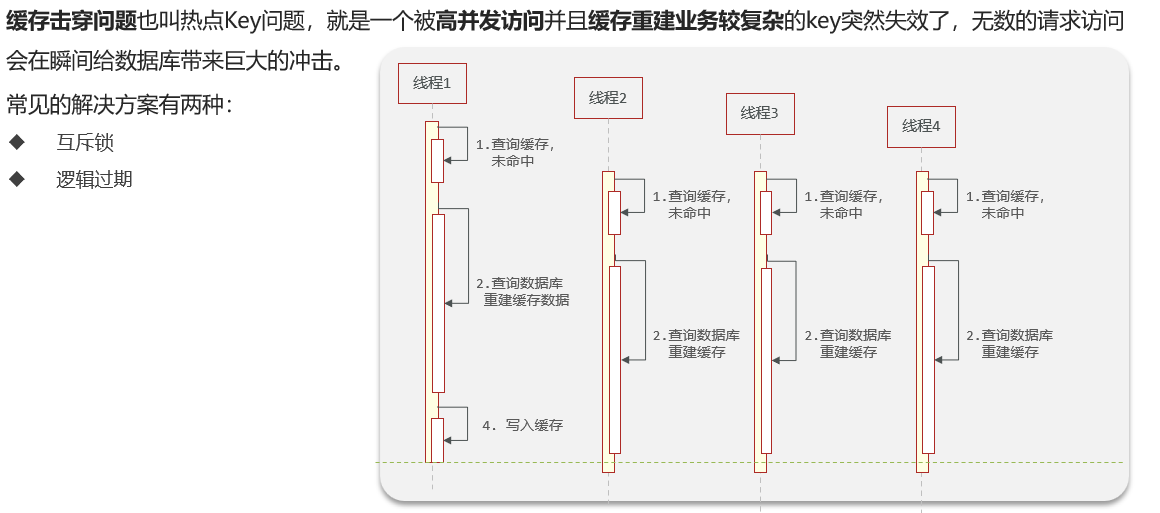 缓存击穿问题也叫热点Key问题，就是一个被高并发访问并且缓存重建业务较复杂的key突然失效了，无数的请求访问
会在瞬间给数据库带来巨大的冲击。
常见的解决方案有两种：
◆ 互斥锁
◆ 逻辑过期
线程1
1.查询缓存，
未命中
2.查询数据库
重建缓存数据
4. 写入缓存
线程2
1.查询缓存，
未命中
2.查询数据库
重建缓存
线程3
1.查询缓存，
未命中
2.查询数据库
重建缓存
线程4
1.查询缓存，
未命中
2.查询数据库
重建缓存